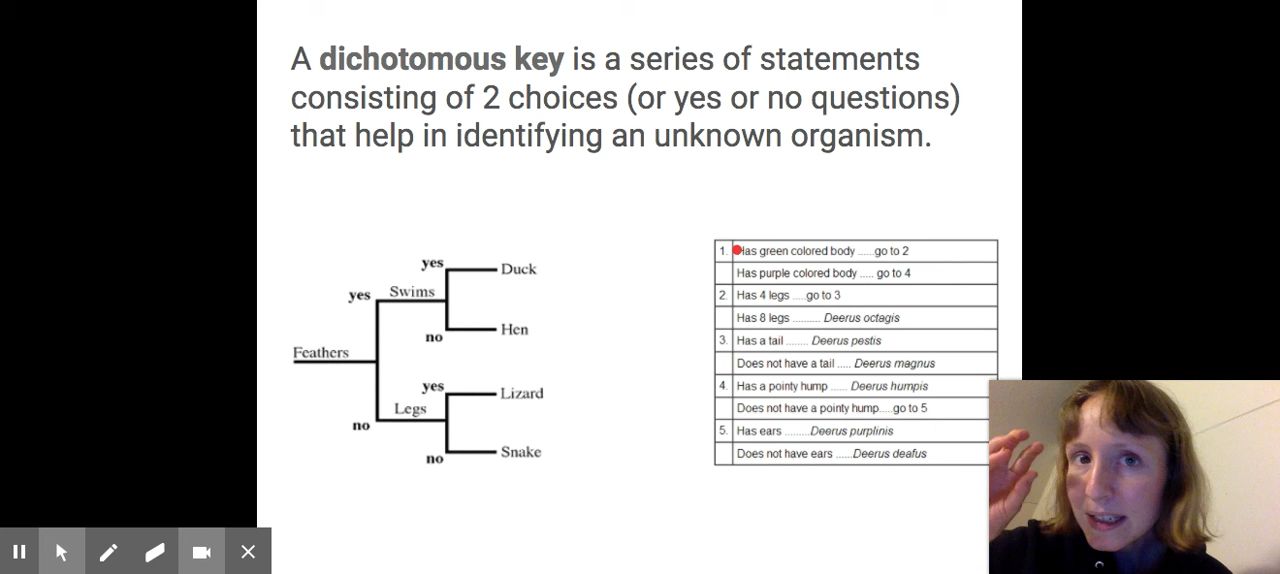 A dichotomous key is a series of statements
consisting of 2 choices (or yes or no questions)
that help in identifying an unknown organism.
yes
Duck
yes
Swims
Hen
no
Feathers
yes
Lizard
Legs
no
Snake
no
1. Has green colored body ......go to 2
Has purple colored body ..... go to 4
2. Has 4 legs .....go to 3
Has 8 legs .......... Deerus octagis
3. Has a tail ........ Deerus pestis
Does not have a tail ..... Deerus magnus
4. Has a pointy hump ...... Deerus humpis
Does not have a pointy hump.....go to 5
5. Has ears .........Deerus purplinis
Does not have ears ......Deerus deafus